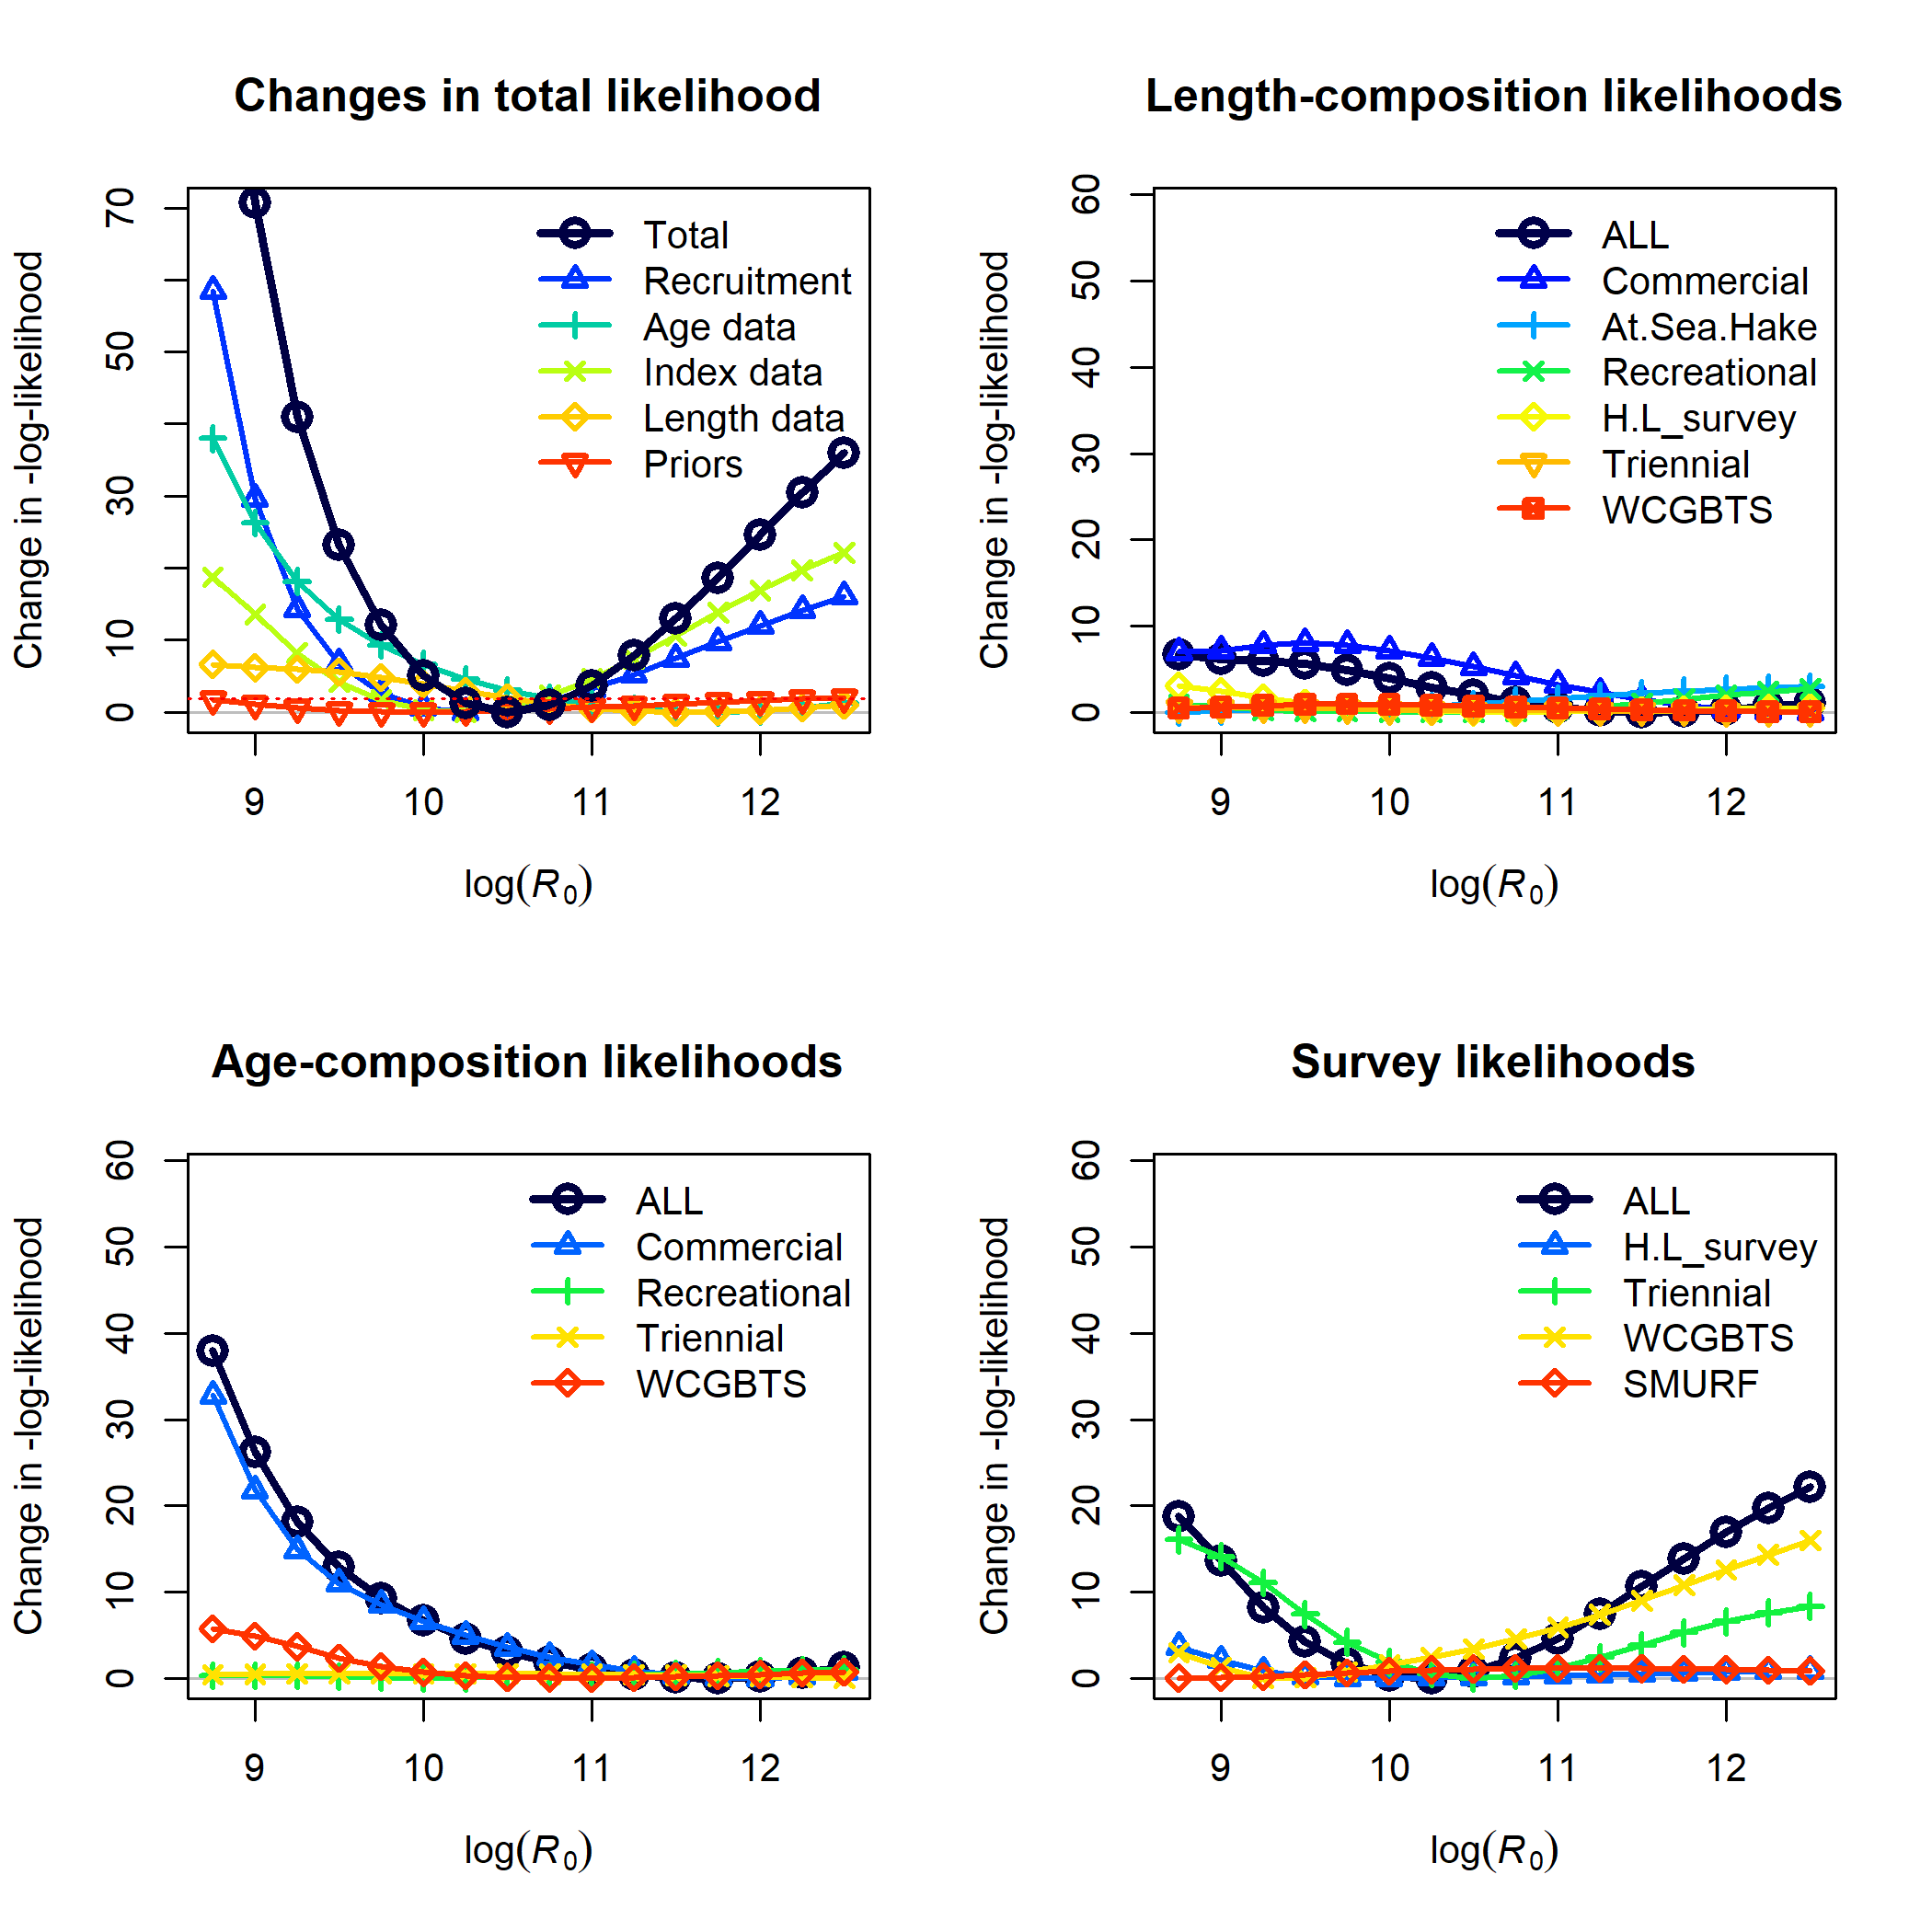 Changes in total likelihood
Change in -log-likelihood
70
50
30
10
0
Total
Recruitment
Age data
Index data
Length data
Priors
9 10 11 12
log(R0)
Length-composition likelihoods
Change in -log-likelihood
60
50
40
30
20
10
0
ALL
Commercial
At.Sea.Hake
Recreational
H.L_survey
Triennial
WCGBTS
9 10 11 12
log(R0)
Age-composition likelihoods
Change in -log-likelihood
60
50
40
30
20
10
0
ALL
Commercial
Recreational
Triennial
WCGBTS
9 10 11 12
log(R0)
Survey likelihoods
Change in -log-likelihood
60
50
40
30
20
10
0
ALL
H.L_survey
Triennial
WCGBTS
SMURF
9 10 11 12
log(R0)